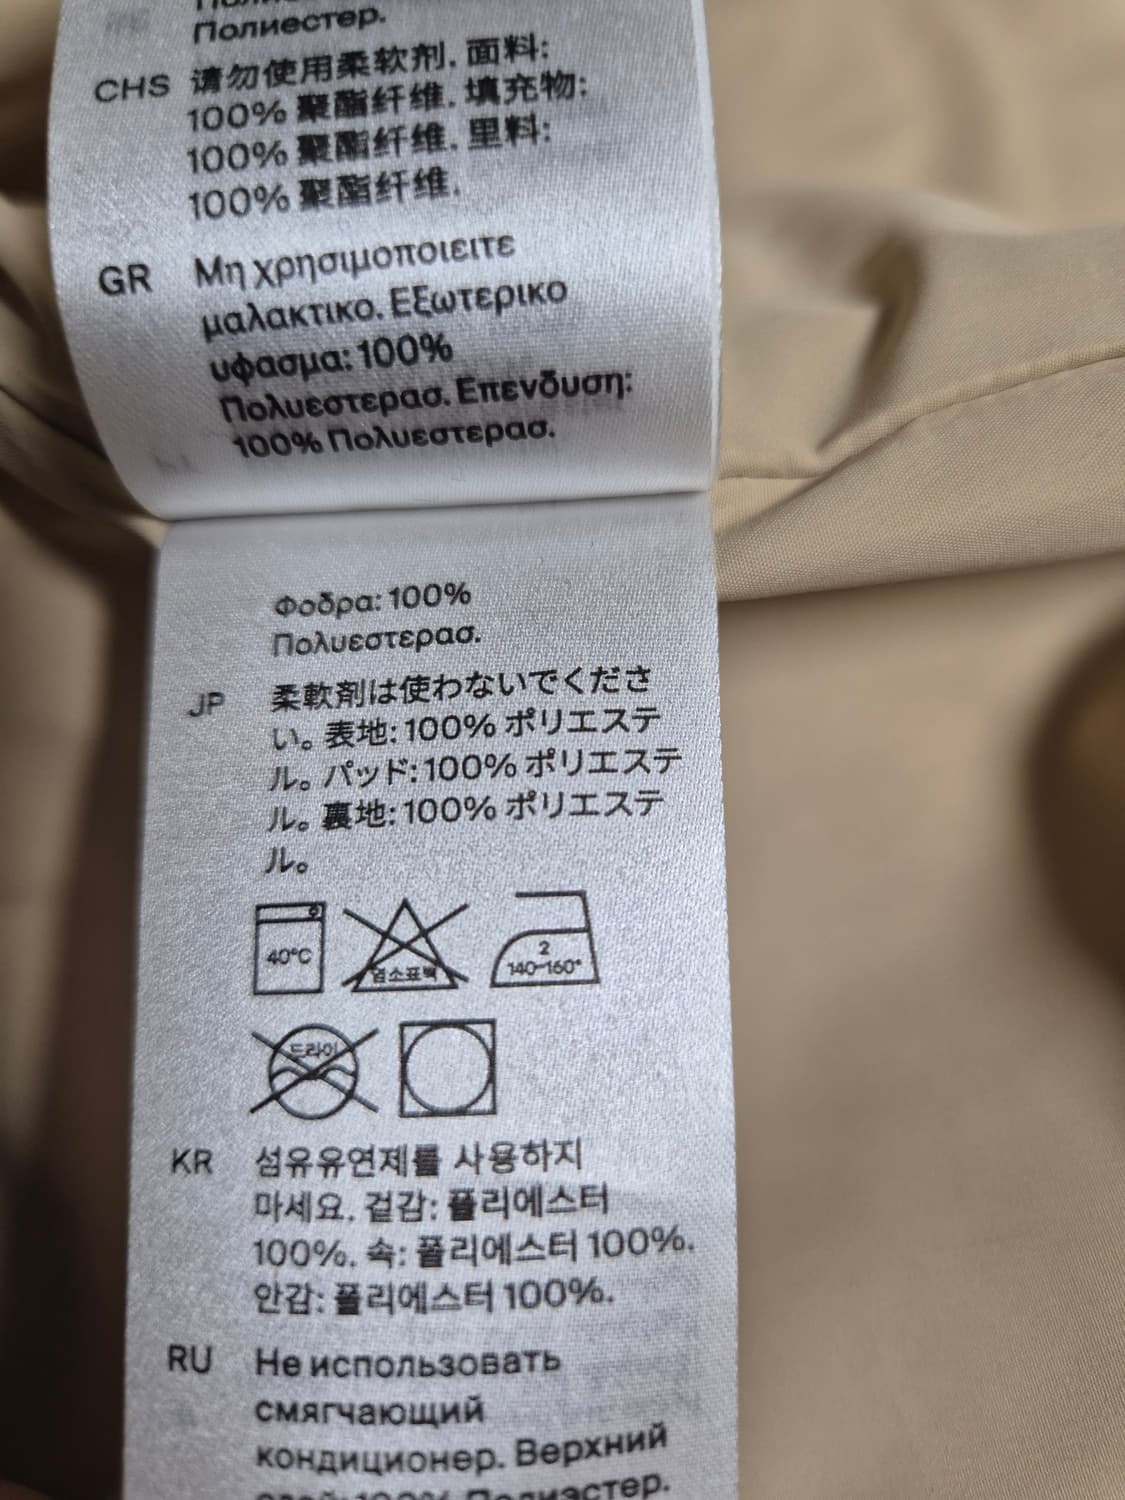 Полиестер.
CHS 请勿使用柔软剂. 面料:
100% 聚酯纤维. 填充物:
100% 聚酯纤维. 里料:
100% 聚酯纤维.
GR Μη χρησιμοποιειτε
μαλακτικο. Εξωτερικο
υφασμα: 100%
Πολυεστερασ. Επενδυση:
100% Πολυεστερασ.
Φοδρα: 100%
Πολυεστερασ.
JP 柔軟剤は使わないでくださ
い。表地: 100% ポリエステ
ル。パッド: 100% ポリエステ
ル。裏地: 100% ポリエステ
ル。
40°C 염소표백 2
140-160°
드라이
KR 섬유유연제를 사용하지
마세요. 겉감: 폴리에스터
100%. 속: 폴리에스터 100%.
안감: 폴리에스터 100%.
RU Не использовать
смягчающий
кондиционер. Верхний
100% Полиэстер.